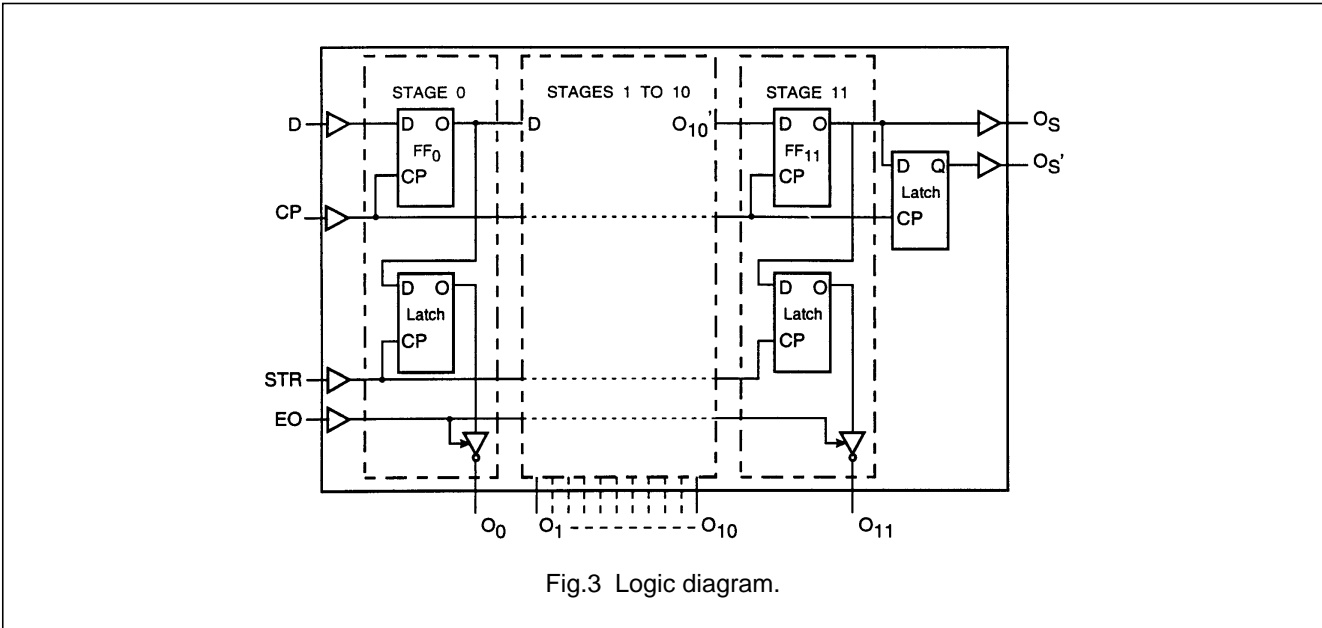 STAGE 0
STAGES 1 TO 10
STAGE 11
D
D O
FF0
CP
D
O10'
D O
FF11
CP
OS
OS'
D Q
Latch
CP
CP
D O
Latch
CP
D O
Latch
CP
STR
EO
O0
O1
O10
O11
Fig.3 Logic diagram.